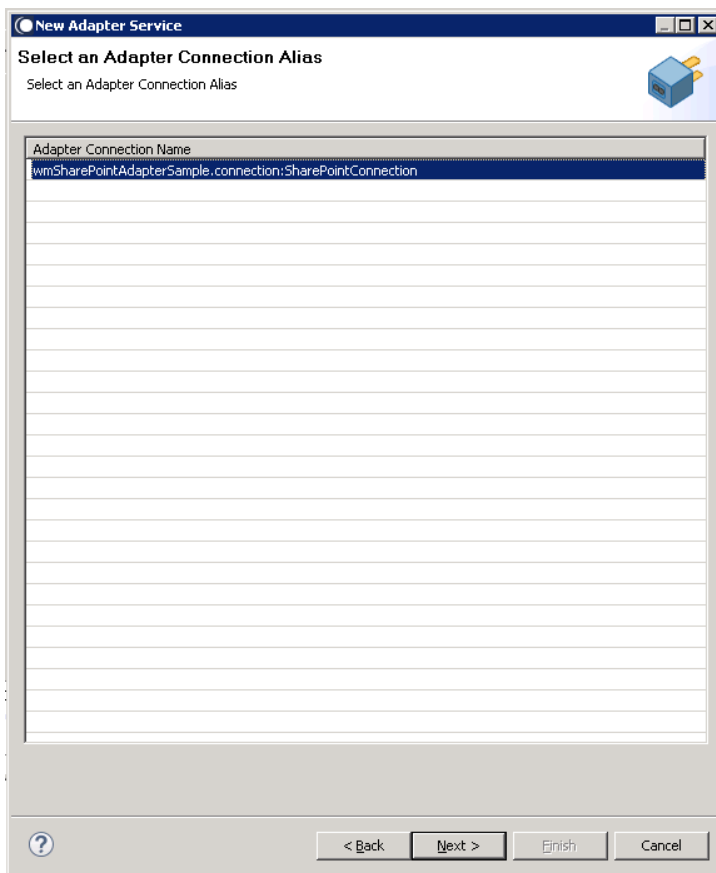 New Adapter Service
Select an Adapter Connection Alias
Select an Adapter Connection Alias
Adapter Connection Name
wmSharePointAdapterSample.connection:SharePointConnection
< Back
Next >
Finish
Cancel